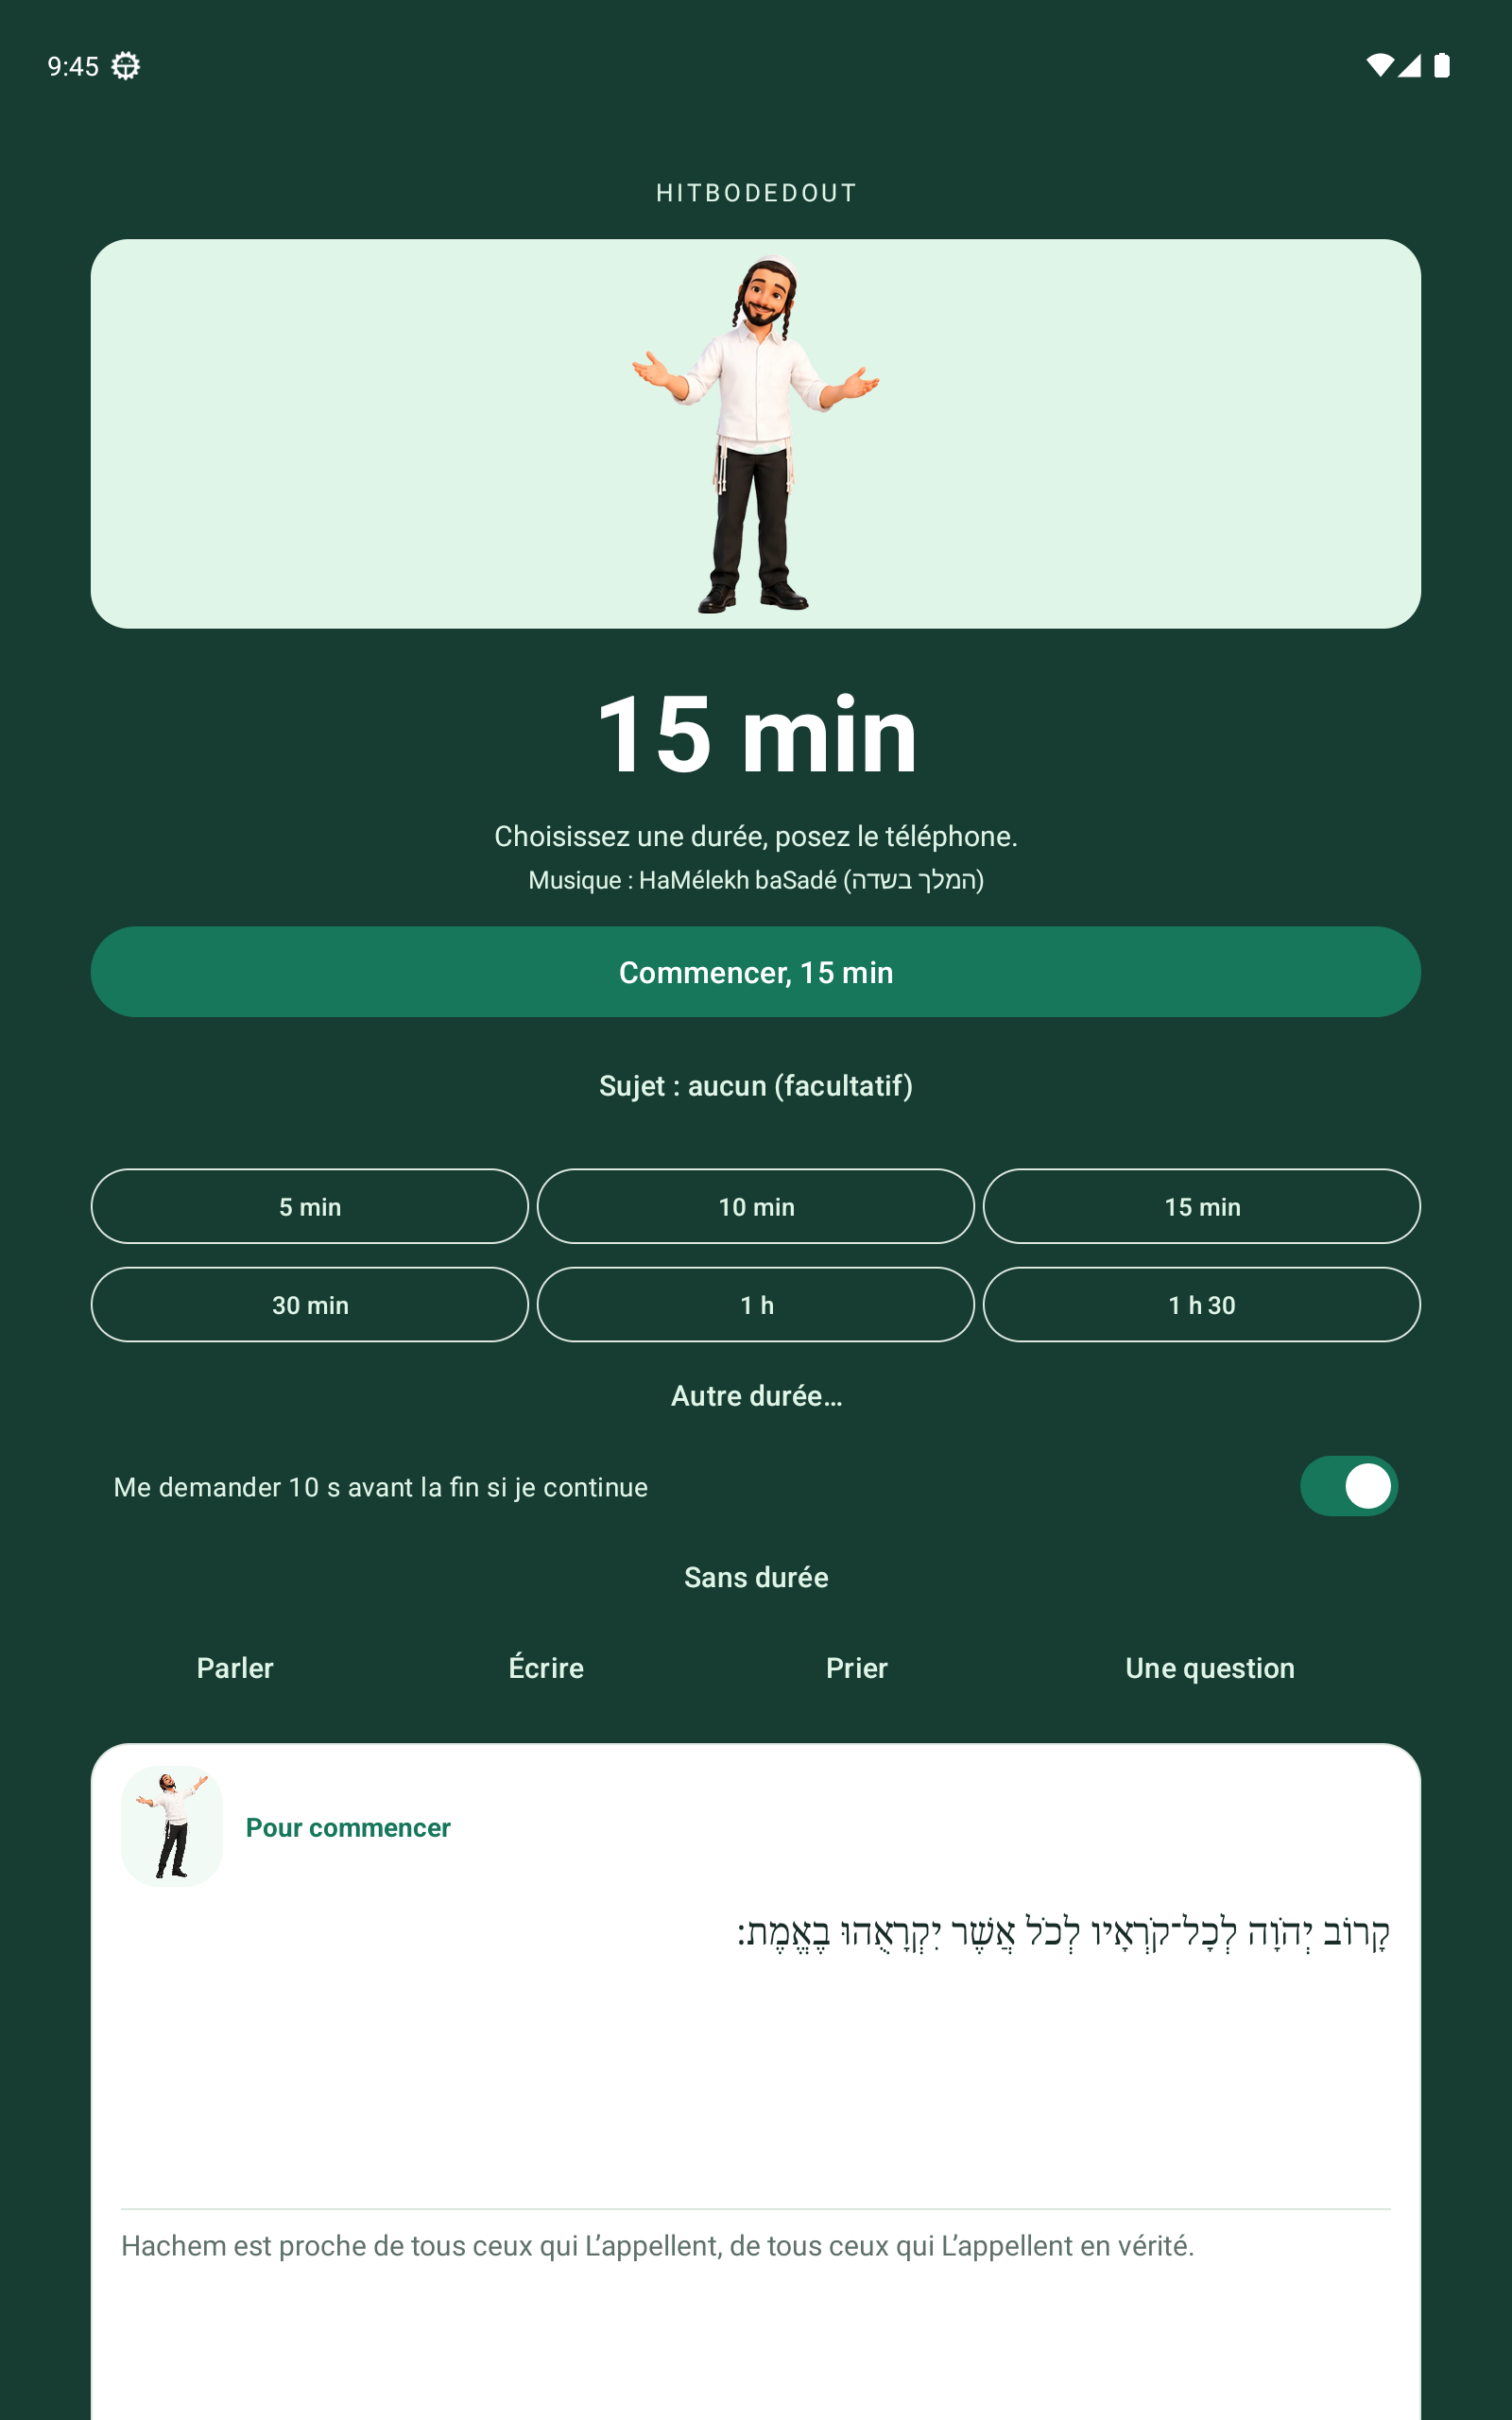 9:45
HITBODEDOUT
15 min
Choisissez une durée, posez le téléphone.
Musique : HaMélekh baSadé (המלך בשדה)
Commencer, 15 min
Sujet : aucun (facultatif)
5 min
10 min
15 min
30 min
1 h
1 h 30
Autre durée…
Me demander 10 s avant la fin si je continue
Sans durée
Parler
Écrire
Prier
Une question
Pour commencer
קָרוֹב יְהֹוָה לְכׇל־קֹרְאָיו לְכֹל אֲשֶׁר יִקְרָאֻהוּ בֶאֱמֶת:
Hachem est proche de tous ceux qui L’appellent, de tous ceux qui L’appellent en vérité.